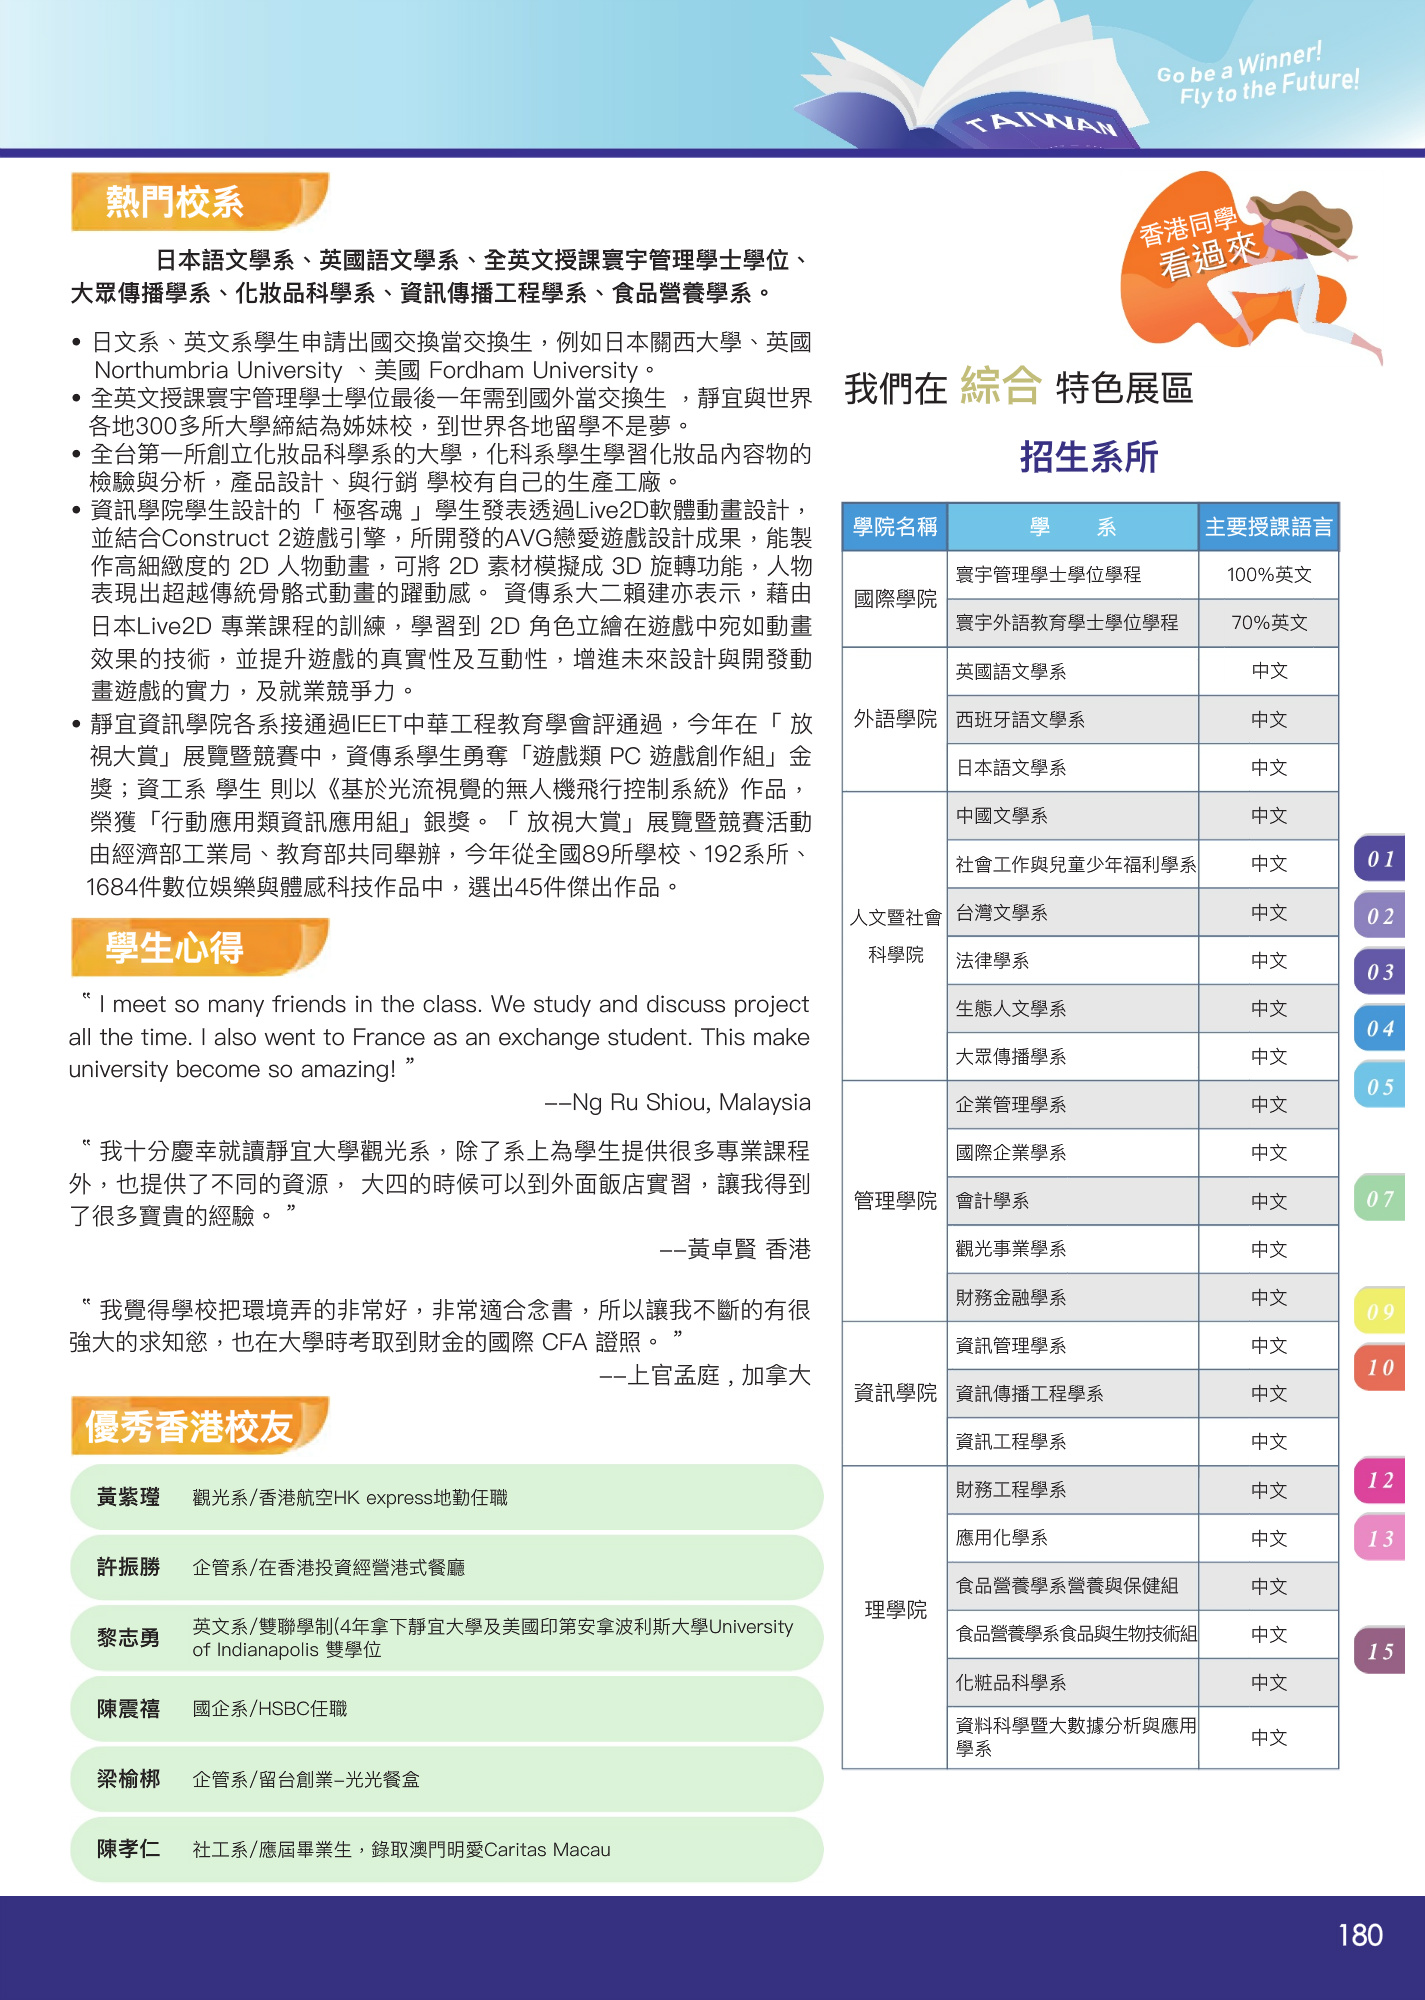 Go be a Winner!
Fly to the Future!
TAIWAN
熱門校系
日本語文學系、英國語文學系、全英文授課寰宇管理學士學位、
大眾傳播學系、化妝品科學系、資訊傳播工程學系、食品營養學系。
• 日文系、英文系學生申請出國交換當交換生，例如日本關西大學、英國
Northumbria University 、美國 Fordham University。
• 全英文授課寰宇管理學士學位最後一年需到國外當交換生 ，靜宜與世界
各地300多所大學締結為姊妹校，到世界各地留學不是夢。
• 全台第一所創立化妝品科學系的大學，化科系學生學習化妝品內容物的
檢驗與分析，產品設計、與行銷 學校有自己的生產工廠。
• 資訊學院學生設計的「 極客魂 」學生發表透過Live2D軟體動畫設計，
並結合Construct 2遊戲引擎，所開發的AVG戀愛遊戲設計成果，能製
作高細緻度的 2D 人物動畫，可將 2D 素材模擬成 3D 旋轉功能，人物
表現出超越傳統骨骼式動畫的躍動感。 資傳系大二賴建亦表示，藉由
日本Live2D 專業課程的訓練，學習到 2D 角色立繪在遊戲中宛如動畫
效果的技術，並提升遊戲的真實性及互動性，增進未來設計與開發動
畫遊戲的實力，及就業競爭力。
• 靜宜資訊學院各系接通過IEET中華工程教育學會評通過，今年在「 放
視大賞」展覽暨競賽中，資傳系學生勇奪「遊戲類 PC 遊戲創作組」金
獎；資工系 學生 則以《基於光流視覺的無人機飛行控制系統》作品，
榮獲「行動應用類資訊應用組」銀獎。「 放視大賞」展覽暨競賽活動
由經濟部工業局、教育部共同舉辦，今年從全國89所學校、192系所、
1684件數位娛樂與體感科技作品中，選出45件傑出作品。
學生心得
〝 I meet so many friends in the class. We study and discuss project
all the time. I also went to France as an exchange student. This make
university become so amazing! ”
––Ng Ru Shiou, Malaysia
〝 我十分慶幸就讀靜宜大學觀光系，除了系上為學生提供很多專業課程
外，也提供了不同的資源， 大四的時候可以到外面飯店實習，讓我得到
了很多寶貴的經驗。 ”
––黃卓賢 香港
〝 我覺得學校把環境弄的非常好，非常適合念書，所以讓我不斷的有很
強大的求知慾，也在大學時考取到財金的國際 CFA 證照。 ”
––上官孟庭 , 加拿大
優秀香港校友
黃紫瓘 觀光系/香港航空HK express地勤任職
許振勝 企管系/在香港投資經營港式餐廳
黎志勇 英文系/雙聯學制(4年拿下靜宜大學及美國印第安拿波利斯大學University
of Indianapolis 雙學位
陳震禧 國企系/HSBC任職
梁榆梆 企管系/留台創業–光光餐盒
陳孝仁 社工系/應屆畢業生，錄取澳門明愛Caritas Macau
香港同學
看過來
我們在 綜合 特色展區
招生系所
學院名稱 學 系 主要授課語言
國際學院
寰宇管理學士學位學程 100%英文
寰宇外語教育學士學位學程 70%英文
外語學院
英國語文學系 中文
西班牙語文學系 中文
日本語文學系 中文
人文暨社會
科學院
中國文學系 中文
社會工作與兒童少年福利學系 中文
台灣文學系 中文
法律學系 中文
生態人文學系 中文
大眾傳播學系 中文
管理學院
企業管理學系 中文
國際企業學系 中文
會計學系 中文
觀光事業學系 中文
財務金融學系 中文
資訊學院
資訊管理學系 中文
資訊傳播工程學系 中文
資訊工程學系 中文
理學院
財務工程學系 中文
應用化學系 中文
食品營養學系營養與保健組 中文
食品營養學系食品與生物技術組 中文
化粧品科學系 中文
資料科學暨大數據分析與應用
學系 中文
01
02
03
04
05
07
09
10
12
13
15
180